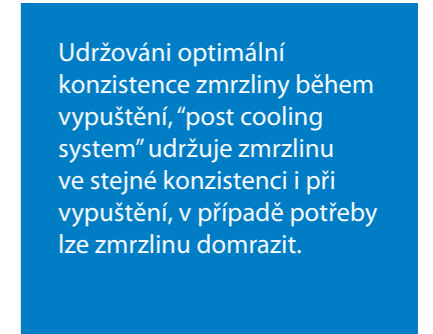 Udržováni optimální
konzistence zmrzliny během
vypuštění, “post cooling
system” udržuje zmrzlinu
ve stejné konzistenci i při
vypuštění, v případě potřeby
lze zmrzlinu domrazit.